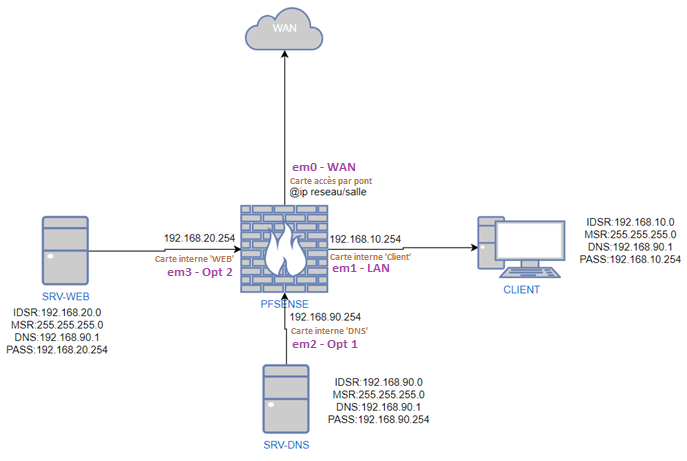 WAN
em0 - WAN
Carte accès par pont
@ip reseau/salle
192.168.20.254
Carte interne 'WEB'
em3 - Opt 2
192.168.10.254
Carte interne 'Client'
em1 - LAN
IDSR:192.168.10.0
MSR:255.255.255.0
DNS:192.168.90.1
PASS:192.168.10.254
SRV-WEB
IDSR:192.168.20.0
MSR:255.255.255.0
DNS:192.168.90.1
PASS:192.168.20.254
CLIENT
PFSENSE
192.168.90.254
Carte interne 'DNS'
em2 - Opt 1
IDSR:192.168.90.0
MSR:255.255.255.0
DNS:192.168.90.1
PASS:192.168.90.254
SRV-DNS